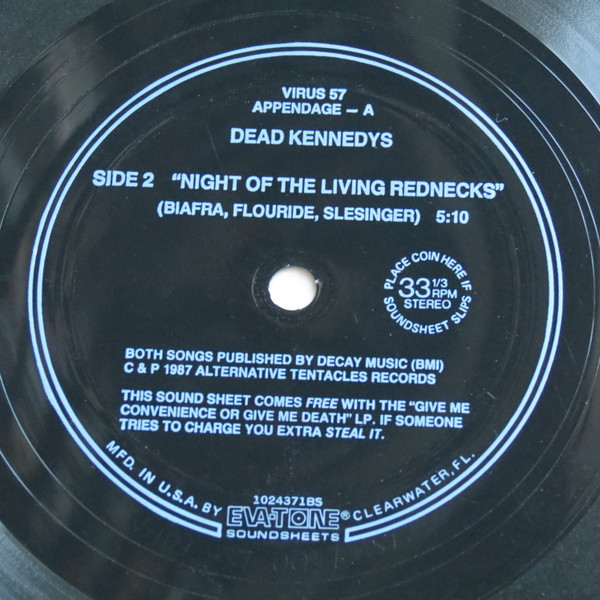 VIRUS 57
APPENDAGE — A
DEAD KENNEDYS
SIDE 2 "NIGHT OF THE LIVING REDNECKS"
(BIAFRA, FLOURIDE, SLESINGER) 5:10
PLACE COIN HERE IF
33 1/3
RPM
STEREO
SOUNDSHEET SLIPS
BOTH SONGS PUBLISHED BY DECAY MUSIC (BMI)
C & P 1987 ALTERNATIVE TENTACLES RECORDS
THIS SOUND SHEET COMES FREE WITH THE "GIVE ME
CONVENIENCE OR GIVE ME DEATH" LP. IF SOMEONE
TRIES TO CHARGE YOU EXTRA STEAL IT.
1024371BS
MFD. IN U.S.A. BY EVA-TONE® CLEARWATER, FL.
SOUNDSHEETS